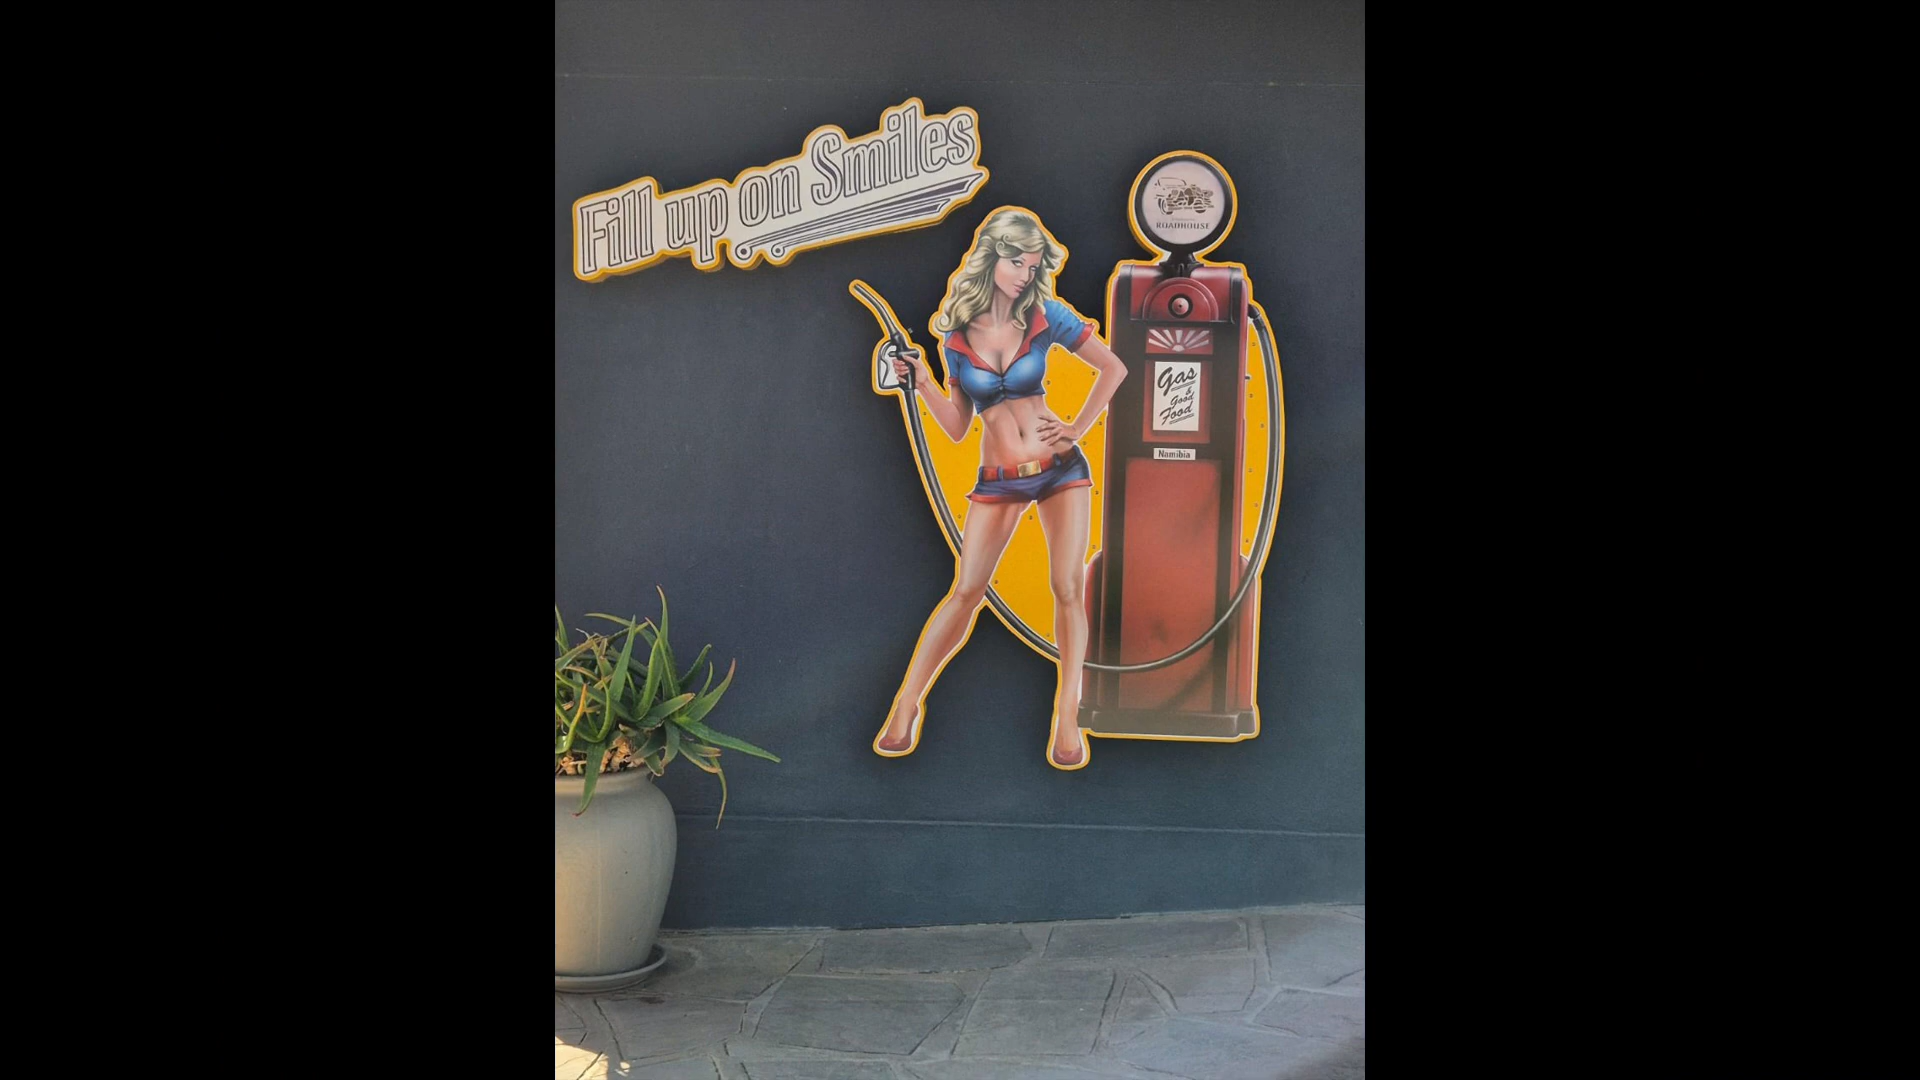 Fill up on Smiles
ROADHOUSE
Gas
&
Good
Food
Namibia